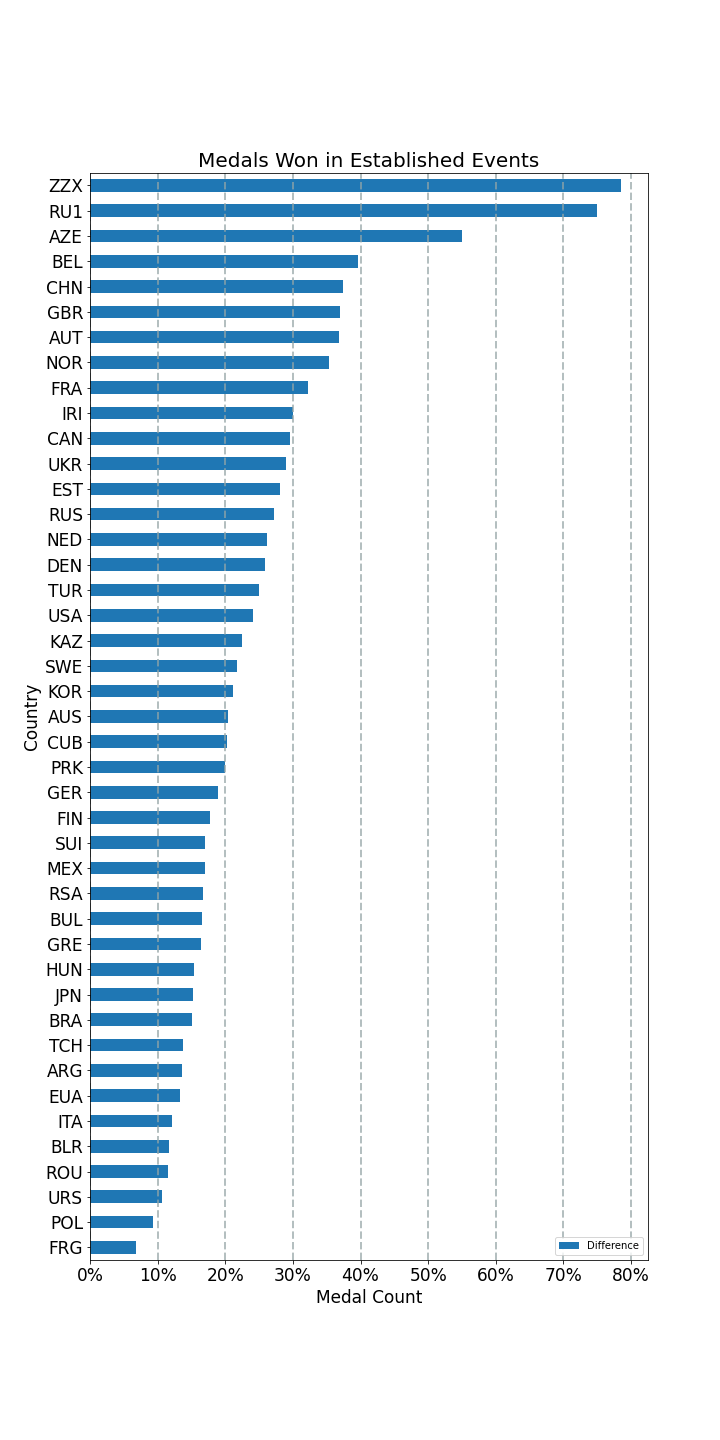 Medals Won in Established Events
ZZX
RU1
AZE
BEL
CHN
GBR
AUT
NOR
FRA
IRI
CAN
UKR
EST
RUS
NED
DEN
TUR
USA
KAZ
SWE
KOR
AUS
CUB
PRK
GER
FIN
SUI
MEX
RSA
BUL
GRE
HUN
JPN
BRA
TCH
ARG
EUA
ITA
BLR
ROU
URS
POL
FRG
Country
Difference
0% 10% 20% 30% 40% 50% 60% 70% 80%
Medal Count